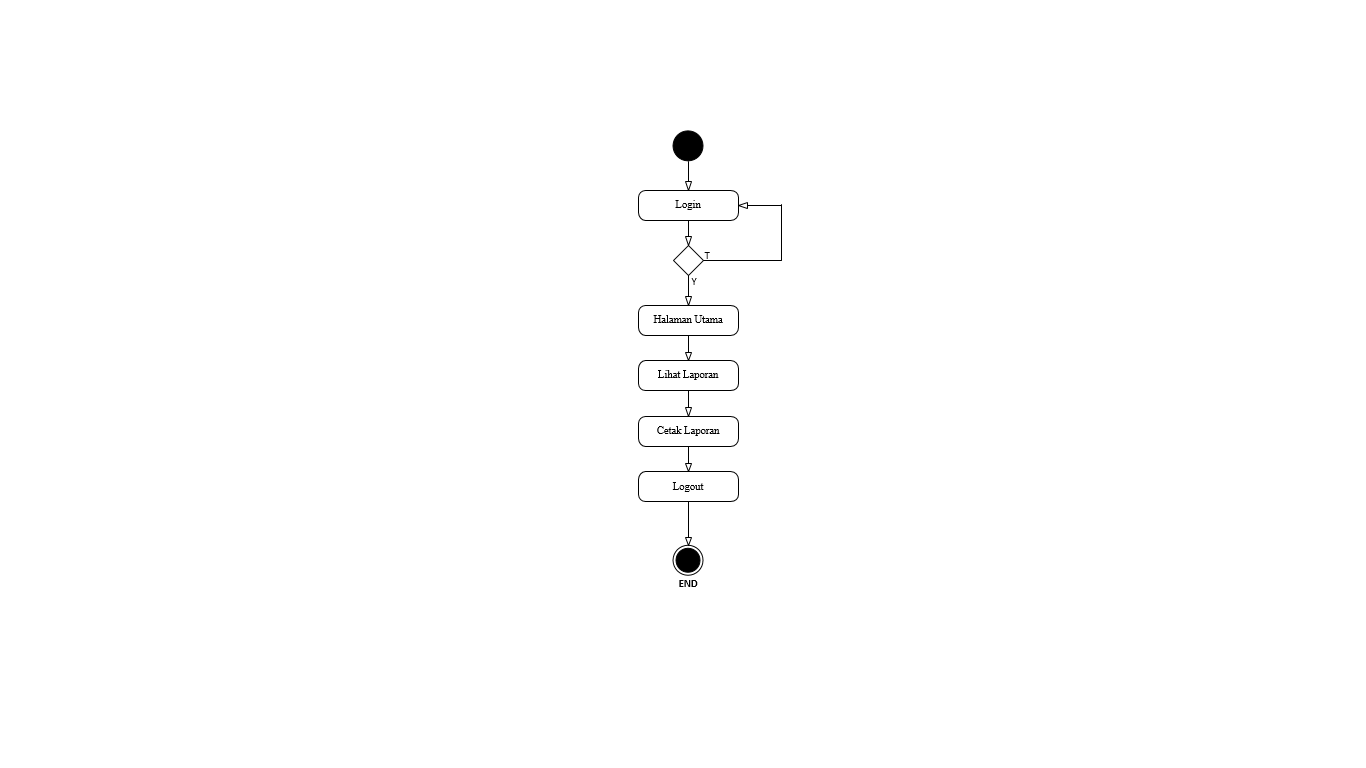 Login
T
Y
Halaman Utama
Lihat Laporan
Cetak Laporan
Logout
END